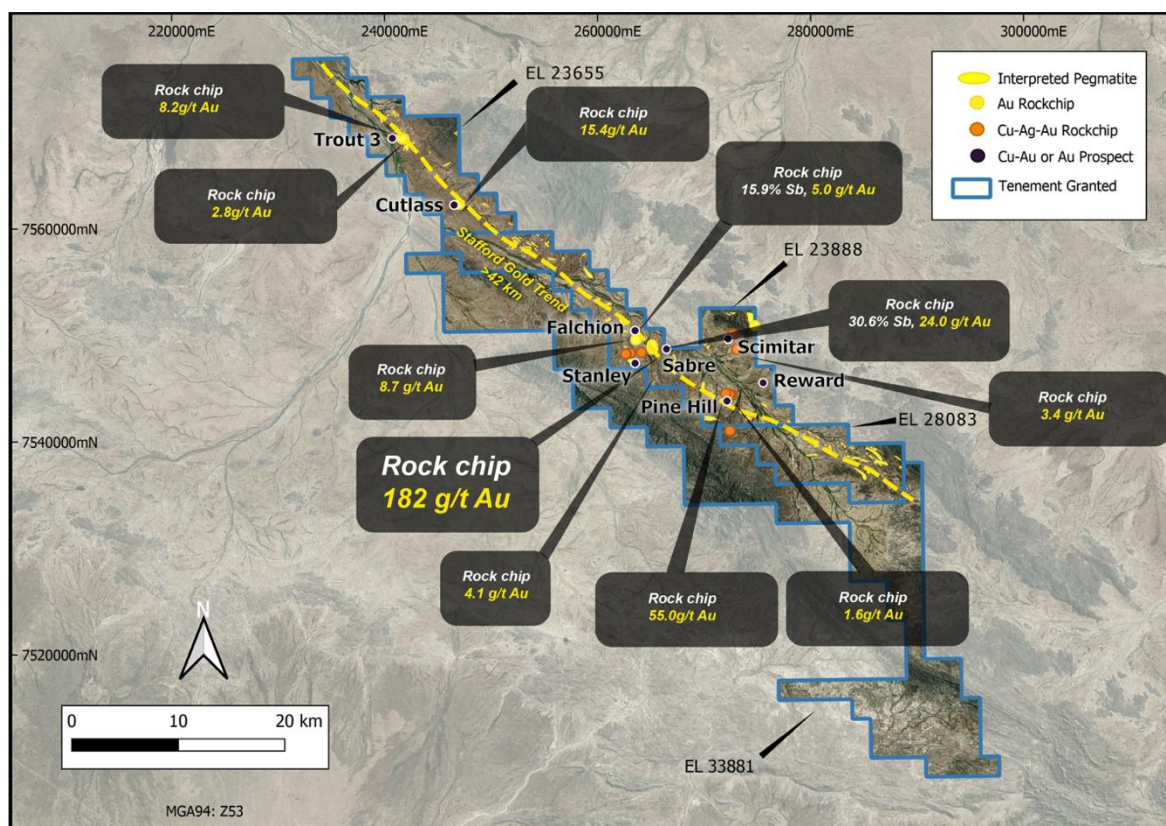 220000mE
240000mE
260000mE
280000mE
300000mE
7560000mN
7540000mN
7520000mN
Interpreted Pegmatite
Au Rockchip
Cu-Ag-Au Rockchip
Cu-Au or Au Prospect
Tenement Granted
EL 23655
Rock chip
8.2g/t Au
Rock chip
15.4g/t Au
Trout 3
Rock chip
2.8g/t Au
Cutlass
Rock chip
15.9% Sb, 5.0 g/t Au
Stafford Gold Trend
>42 km
EL 23888
Rock chip
30.6% Sb, 24.0 g/t Au
Falchion
Scimitar
Sabre
Stanley
Reward
Pine Hill
Rock chip
8.7 g/t Au
Rock chip
3.4 g/t Au
EL 28083
Rock chip
182 g/t Au
Rock chip
4.1 g/t Au
Rock chip
55.0g/t Au
Rock chip
1.6g/t Au
N
0
10
20 km
EL 33881
MGA94: Z53